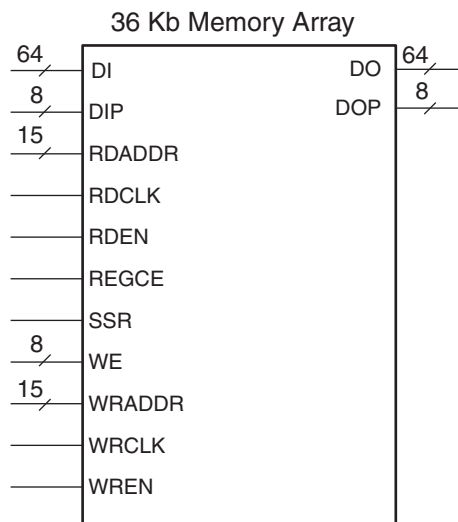 36 Kb Memory Array
64 DI DO 64
8 DIP DOP 8
15 RDADDR
RDCLK
RDEN
REGCE
SSR
8 WE
15 WRADDR
WRCLK
WREN